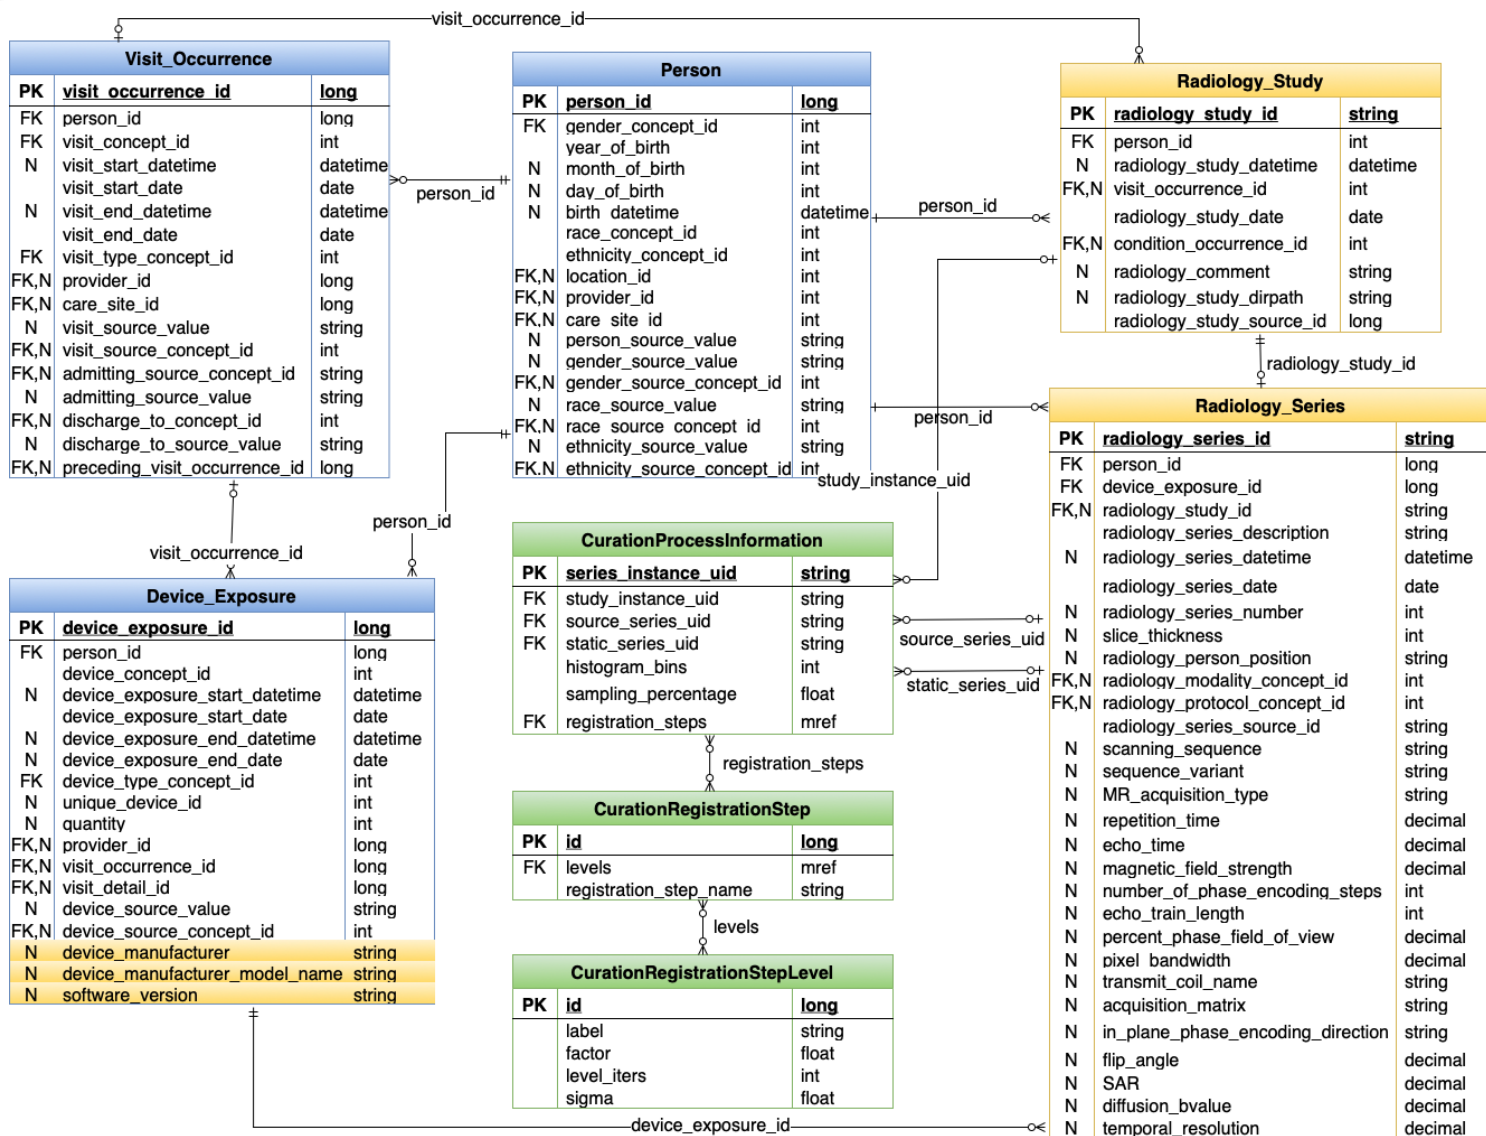 visit_occurrence_id
Visit_Occurrence
PK visit_occurrence_id long
FK person_id long
FK visit_concept_id int
N visit_start_datetime datetime
visit_start_date date
N visit_end_datetime datetime
visit_end_date date
FK visit_type_concept_id int
FK,N provider_id long
FK,N care_site_id long
N visit_source_value string
FK,N visit_source_concept_id int
FK,N admitting_source_concept_id string
N admitting_source_value string
FK,N discharge_to_concept_id int
N discharge_to_source_value string
FK,N preceding_visit_occurrence_id long
person_id
Person
PK person_id long
FK gender_concept_id int
year_of_birth int
N month_of_birth int
N day_of_birth int
N birth_datetime datetime
race_concept_id int
ethnicity_concept_id int
FK,N location_id int
FK,N provider_id int
FK,N care_site_id int
N person_source_value string
N gender_source_value string
FK,N gender_source_concept_id int
N race_source_value string
FK,N race_source_concept_id int
N ethnicity_source_value string
FK,N ethnicity_source_concept_id int
person_id
Radiology_Study
PK radiology_study_id string
FK person_id int
N radiology_study_datetime datetime
FK,N visit_occurrence_id int
radiology_study_date date
FK,N condition_occurrence_id int
N radiology_comment string
N radiology_study_dirpath string
radiology_study_source_id long
radiology_study_id
person_id
study_instance_uid
person_id
visit_occurrence_id
Device_Exposure
PK device_exposure_id long
FK person_id long
device_concept_id int
N device_exposure_start_datetime datetime
device_exposure_start_date date
N device_exposure_end_datetime datetime
N device_exposure_end_date date
FK device_type_concept_id int
N unique_device_id int
N quantity int
FK,N provider_id long
FK,N visit_occurrence_id long
FK,N visit_detail_id long
N device_source_value string
FK,N device_source_concept_id int
N device_manufacturer string
N device_manufacturer_model_name string
N software_version string
CurationProcessInformation
PK series_instance_uid string
FK study_instance_uid string
FK source_series_uid string
FK static_series_uid string
histogram_bins int
sampling_percentage float
FK registration_steps mref
source_series_uid
static_series_uid
registration_steps
CurationRegistrationStep
PK id long
FK levels mref
registration_step_name string
levels
CurationRegistrationStepLevel
PK id long
label string
factor float
level_iters int
sigma float
device_exposure_id
Radiology_Series
PK radiology_series_id string
FK person_id long
FK device_exposure_id long
FK,N radiology_study_id string
radiology_series_description string
N radiology_series_datetime datetime
radiology_series_date date
N radiology_series_number int
N slice_thickness int
N radiology_person_position string
FK,N radiology_modality_concept_id int
FK,N radiology_protocol_concept_id int
radiology_series_source_id string
N scanning_sequence string
N sequence_variant string
N MR_acquisition_type string
N repetition_time decimal
N echo_time decimal
N magnetic_field_strength decimal
N number_of_phase_encoding_steps int
N echo_train_length int
N percent_phase_field_of_view decimal
N pixel_bandwidth decimal
N transmit_coil_name string
N acquisition_matrix string
N in_plane_phase_encoding_direction string
N flip_angle decimal
N SAR decimal
N diffusion_bvalue decimal
N temporal_resolution decimal